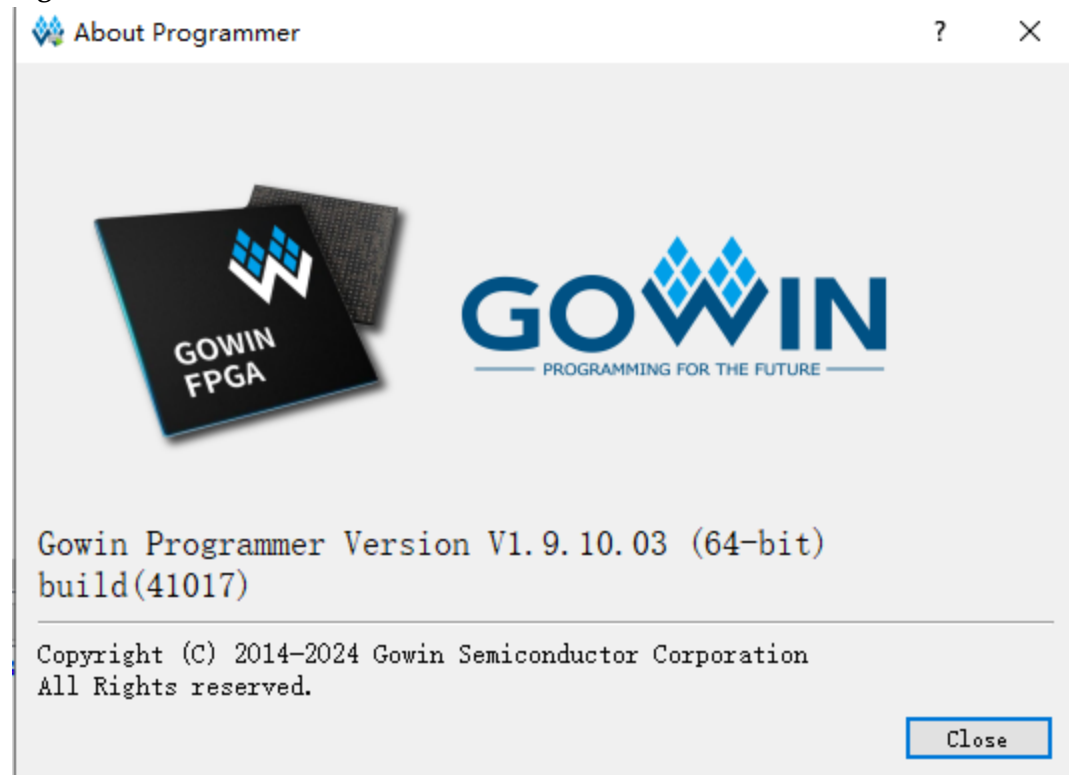 About Programmer
GOWIN
FPGA
GOWIN
PROGRAMMING FOR THE FUTURE
Gowin Programmer Version V1.9.10.03 (64-bit)
build(41017)
Copyright (C) 2014-2024 Gowin Semiconductor Corporation
All Rights reserved.
Close